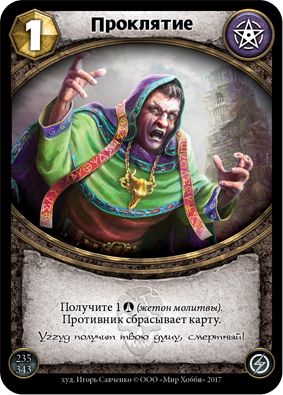 1
Проклятие
Получите 1 (жетон молитвы).
Противник сбрасывает карту.
Уzzуд получит твою душу, смертный!
235
343
худ. Игорь Савченко © ООО «Мир Хобби» 2017